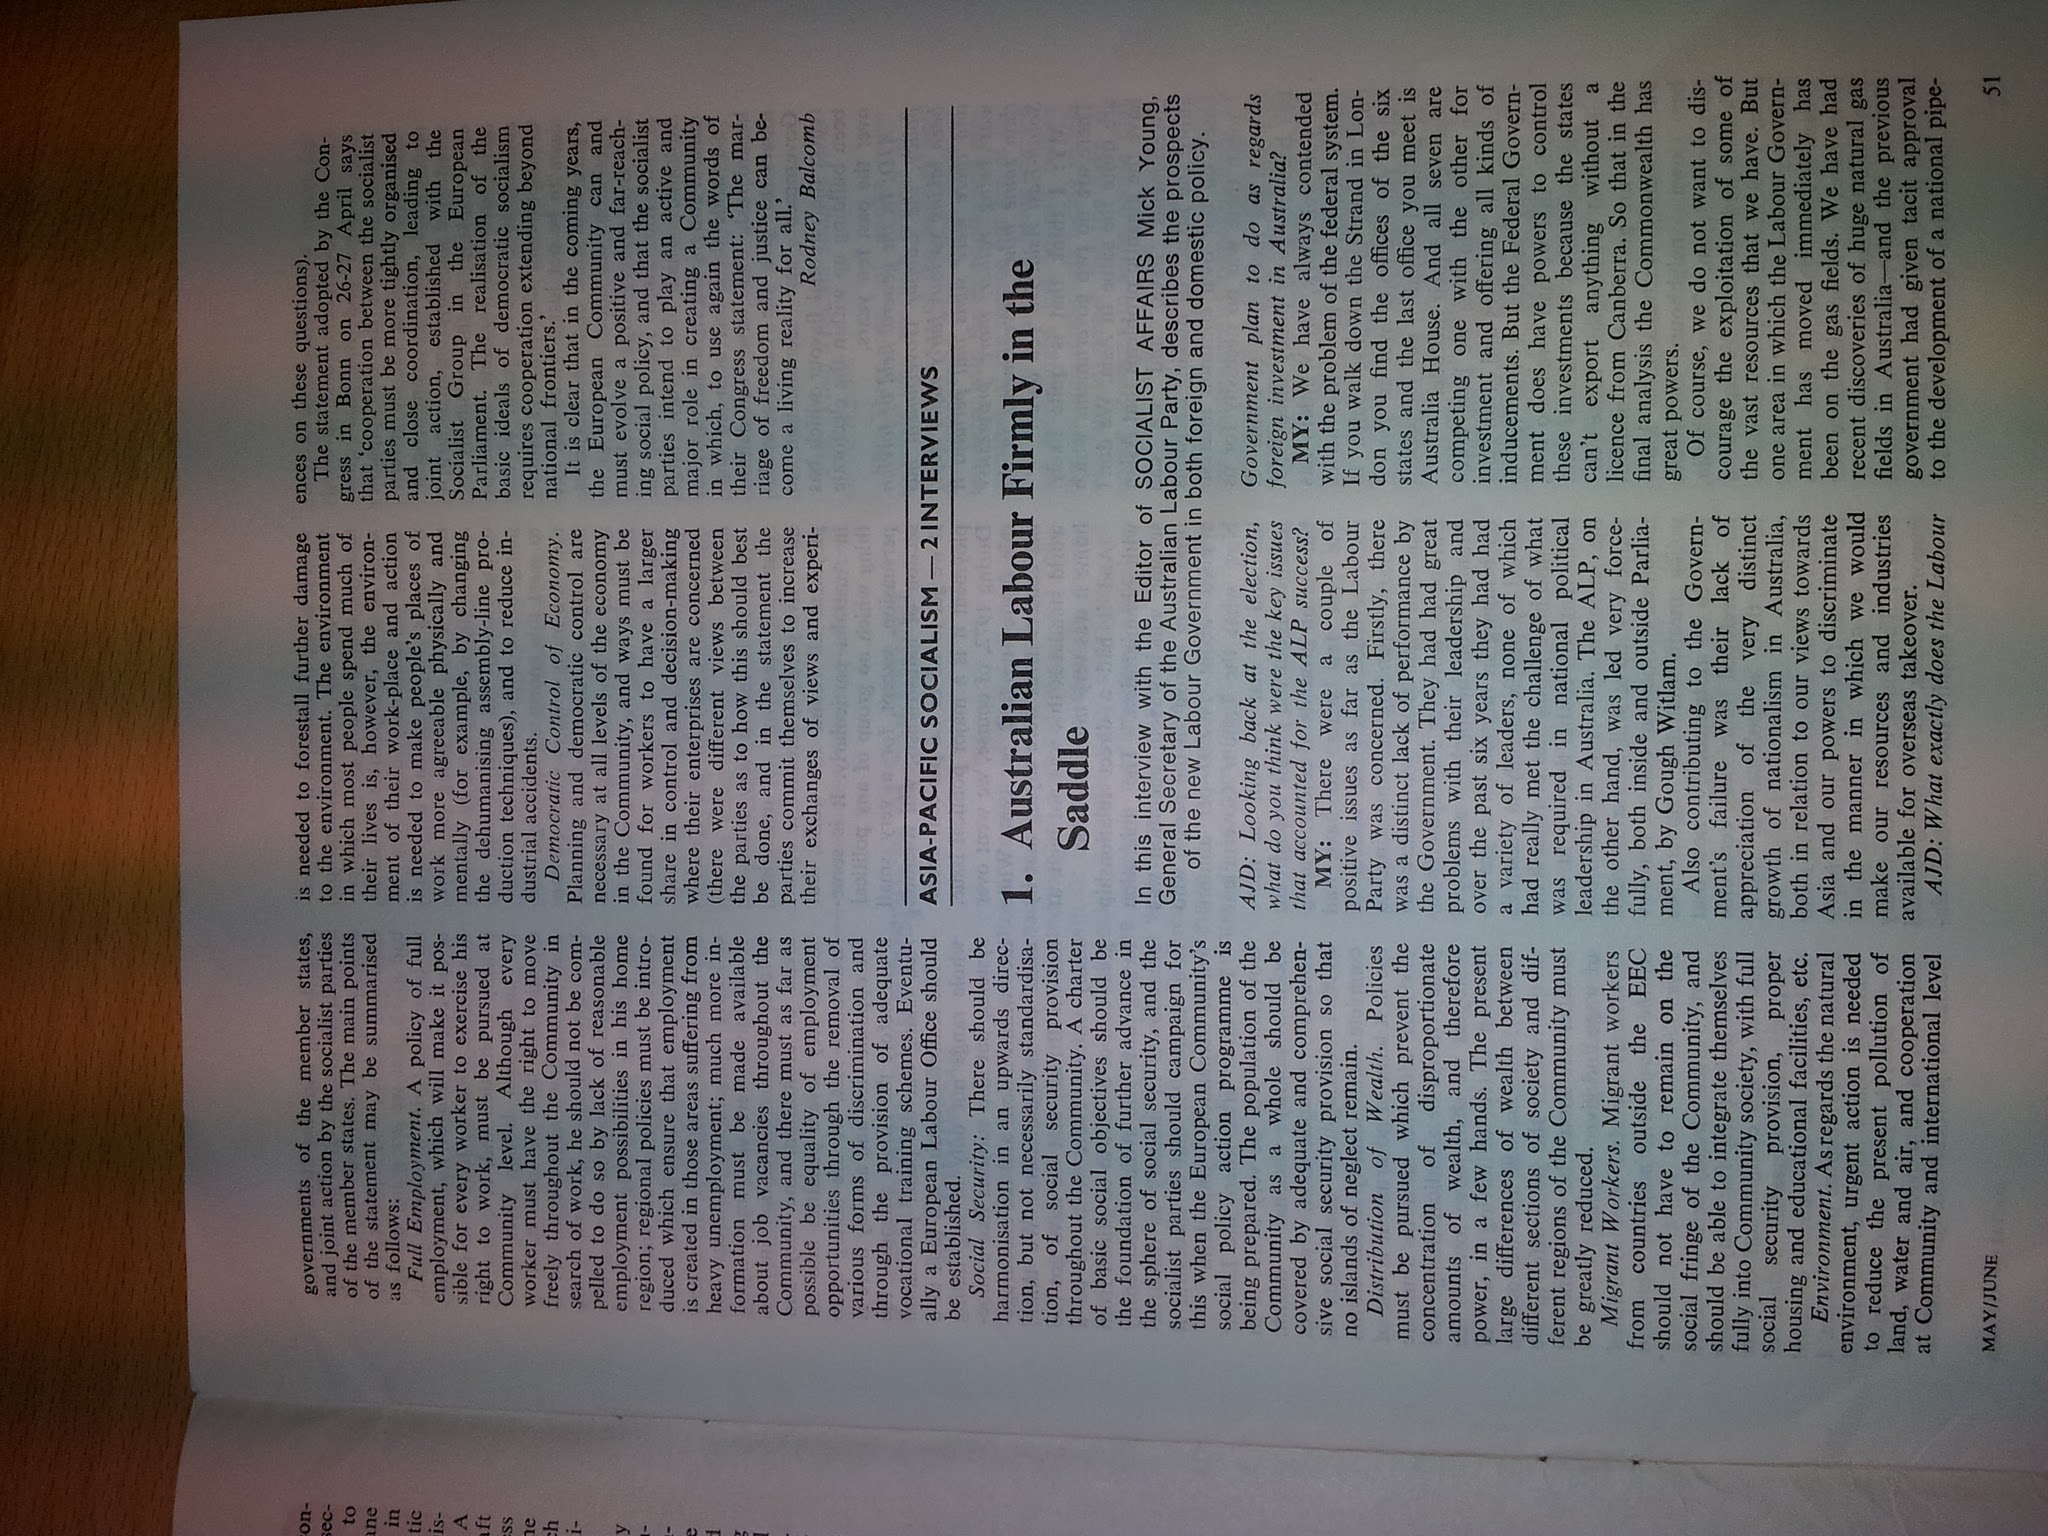 governments of the member states,
and joint action by the socialist parties
of the member states. The main points
of the statement may be summarised
as follows:
Full Employment. A policy of full
employment, which will make it pos-
sible for every worker to exercise his
right to work, must be pursued at
Community level. Although every
worker must have the right to move
freely throughout the Community in
search of work, he should not be com-
pelled to do so by lack of reasonable
employment possibilities in his home
region; regional policies must be intro-
duced which ensure that employment
is created in those areas suffering from
heavy unemployment; much more in-
formation must be made available
about job vacancies throughout the
Community, and there must as far as
possible be equality of employment
opportunities through the removal of
various forms of discrimination and
through the provision of adequate
vocational training schemes. Eventu-
ally a European Labour Office should
be established.
Social Security: There should be
harmonisation in an upwards direc-
tion, but not necessarily standardisa-
tion, of social security provision
throughout the Community. A charter
of basic social objectives should be
the foundation of further advance in
the sphere of social security, and the
socialist parties should campaign for
this when the European Community's
social policy action programme is
being prepared. The population of the
Community as a whole should be
covered by adequate and comprehen-
sive social security provision so that
no islands of neglect remain.
Distribution of Wealth. Policies
must be pursued which prevent the
concentration of disproportionate
amounts of wealth, and therefore
power, in a few hands. The present
large differences of wealth between
different sections of society and dif-
ferent regions of the Community must
be greatly reduced.
Migrant Workers. Migrant workers
from countries outside the EEC
should not have to remain on the
social fringe of the Community, and
should be able to integrate themselves
fully into Community society, with full
social security provision, proper
housing and educational facilities, etc.
Environment. As regards the natural
environment, urgent action is needed
to reduce the present pollution of
land, water and air, and cooperation
at Community and international level
is needed to forestall further damage
to the environment. The environment
in which most people spend much of
their lives is, however, the environ-
ment of their work-place and action
is needed to make people's places of
work more agreeable physically and
mentally (for example, by changing
the dehumanising assembly-line pro-
duction techniques), and to reduce in-
dustrial accidents.
Democratic Control of Economy.
Planning and democratic control are
necessary at all levels of the economy
in the Community, and ways must be
found for workers to have a larger
share in control and decision-making
where their enterprises are concerned
(there were different views between
the parties as to how this should best
be done, and in the statement the
parties commit themselves to increase
their exchanges of views and experi-
ences on these questions).
The statement adopted by the Con-
gress in Bonn on 26-27 April says
that 'cooperation between the socialist
parties must be more tightly organised
and close coordination, leading to
joint action, established with the
Socialist Group in the European
Parliament. The realisation of the
basic ideals of democratic socialism
requires cooperation extending beyond
national frontiers.'
It is clear that in the coming years,
the European Community can and
must evolve a positive and far-reach-
ing social policy, and that the socialist
parties intend to play an active and
major role in creating a Community
in which, to use again the words of
their Congress statement: 'The mar-
riage of freedom and justice can be-
come a living reality for all.'
Rodney Balcomb
ASIA-PACIFIC SOCIALISM — 2 INTERVIEWS
1. Australian Labour Firmly in the
Saddle
In this interview with the Editor of SOCIALIST AFFAIRS Mick Young,
General Secretary of the Australian Labour Party, describes the prospects
of the new Labour Government in both foreign and domestic policy.
AJD: Looking back at the election,
what do you think were the key issues
that accounted for the ALP success?
MY: There were a couple of
positive issues as far as the Labour
Party was concerned. Firstly, there
was a distinct lack of performance by
the Government. They had had great
problems with their leadership and
over the past six years they had had
a variety of leaders, none of which
had really met the challenge of what
was required in national political
leadership in Australia. The ALP, on
the other hand, was led very force-
fully, both inside and outside Parlia-
ment, by Gough Witlam.
Also contributing to the Govern-
ment's failure was their lack of
appreciation of the very distinct
growth of nationalism in Australia,
both in relation to our views towards
Asia and our powers to discriminate
in the manner in which we would
make our resources and industries
available for overseas takeover.
AJD: What exactly does the Labour
Government plan to do as regards
foreign investment in Australia?
MY: We have always contended
with the problem of the federal system.
If you walk down the Strand in Lon-
don you find the offices of the six
states and the last office you meet is
Australia House. And all seven are
competing one with the other for
investment and offering all kinds of
inducements. But the Federal Govern-
ment does have powers to control
these investments because the states
can't export anything without a
licence from Canberra. So that in the
final analysis the Commonwealth has
great powers.
Of course, we do not want to dis-
courage the exploitation of some of
the vast resources that we have. But
one area in which the Labour Govern-
ment has moved immediately has
been on the gas fields. We have had
recent discoveries of huge natural gas
fields in Australia—and the previous
government had given tacit approval
to the development of a national pipe-
MAY/JUNE
51